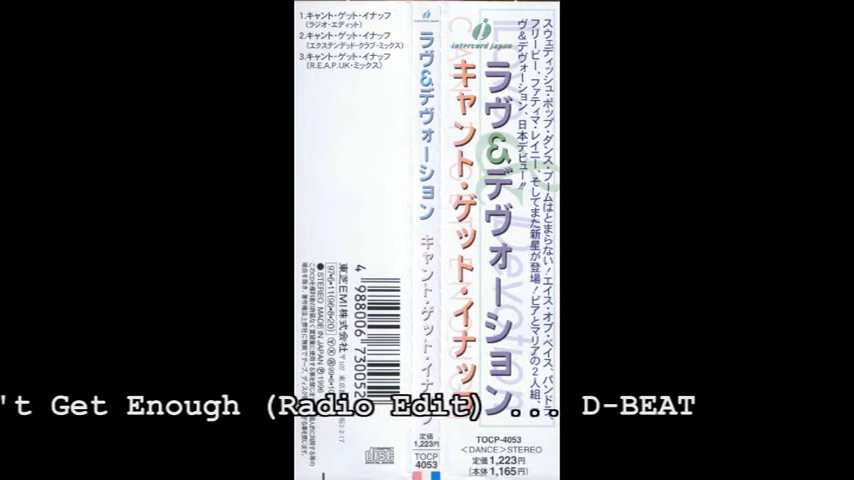 1.キャント・ゲット・イナッフ
(ラジオ・エディット)
2.キャント・ゲット・イナッフ
(エクステンデッド・クラブ・ミックス)
3.キャント・ゲット・イナッフ
(R.E.A.P.UK・ミックス)
ラヴ&デヴォーション
intercord japan
スウェディッシュ・ポップ・ダンス・ブームはとまらない!エイス・オブ・ベイス、バンドラ、
フリービー、ファティマ・レイニー、そしてまた新星が登場!ピアとマリアの2人組、
ヴ&デヴォーション、日本デビュー!!
ラヴ&デヴォーション
キャント・ゲット・イナッフ
キャント・ゲット・イナッフ
4 988006 730052
東芝EMI株式会社
●STEREO MADE IN JAPAN Ⓟ1996
't Get Enough (Radio Edit) ... D-BEAT
定価
1,223円
TOCP
4053
TOCP-4053
<DANCE>STEREO
定価1,223円
(本体1,165円)